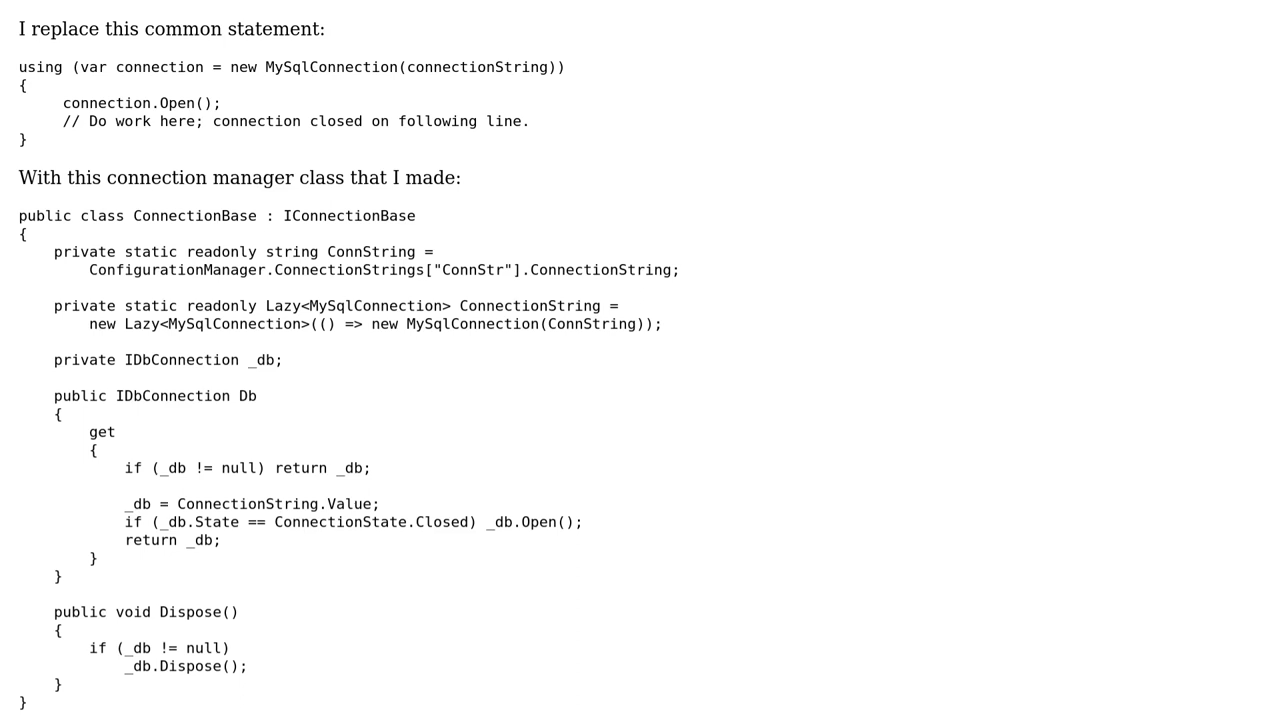 I replace this common statement:
using (var connection = new MySqlConnection(connectionString))
{
     connection.Open();
     // Do work here; connection closed on following line.
}
With this connection manager class that I made:
public class ConnectionBase : IConnectionBase
{
    private static readonly string ConnString =
        ConfigurationManager.ConnectionStrings["ConnStr"].ConnectionString;

    private static readonly Lazy<MySqlConnection> ConnectionString =
        new Lazy<MySqlConnection>(() => new MySqlConnection(ConnString));

    private IDbConnection _db;

    public IDbConnection Db
    {
        get
        {
            if (_db != null) return _db;

            _db = ConnectionString.Value;
            if (_db.State == ConnectionState.Closed) _db.Open();
            return _db;
        }
    }

    public void Dispose()
    {
        if (_db != null)
            _db.Dispose();
    }
}